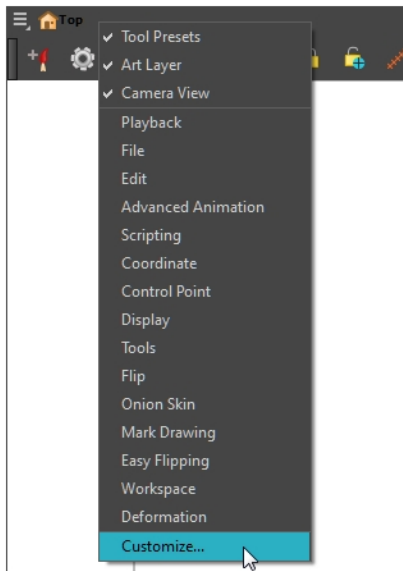 Top
Tool Presets
Art Layer
Camera View
Playback
File
Edit
Advanced Animation
Scripting
Coordinate
Control Point
Display
Tools
Flip
Onion Skin
Mark Drawing
Easy Flipping
Workspace
Deformation
Customize...